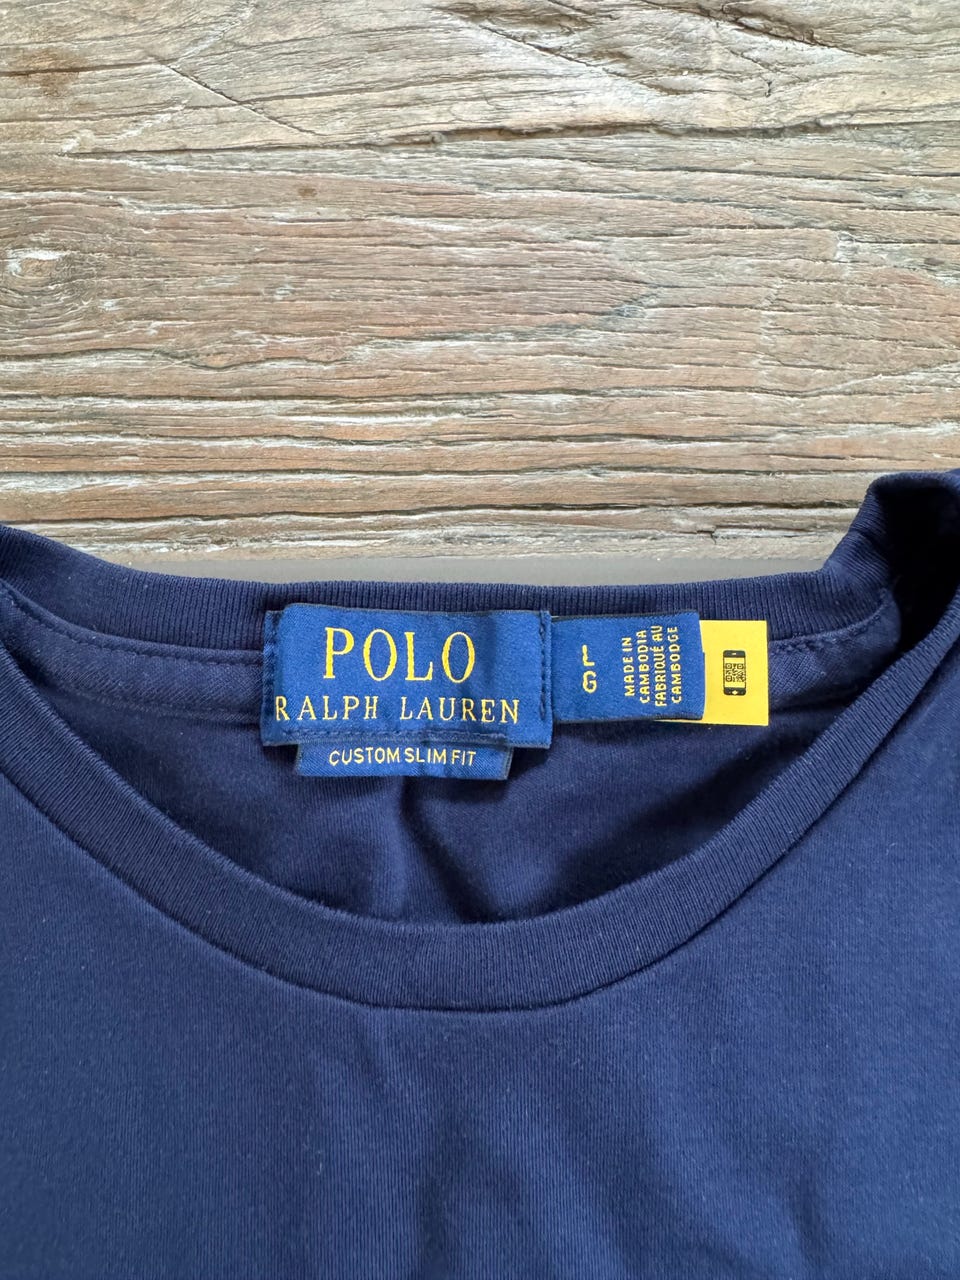 POLO
RALPH LAUREN
CUSTOM SLIM FIT
L
G
MADE IN
CAMBODIA
FABRIQUÉ AU
CAMBODGE